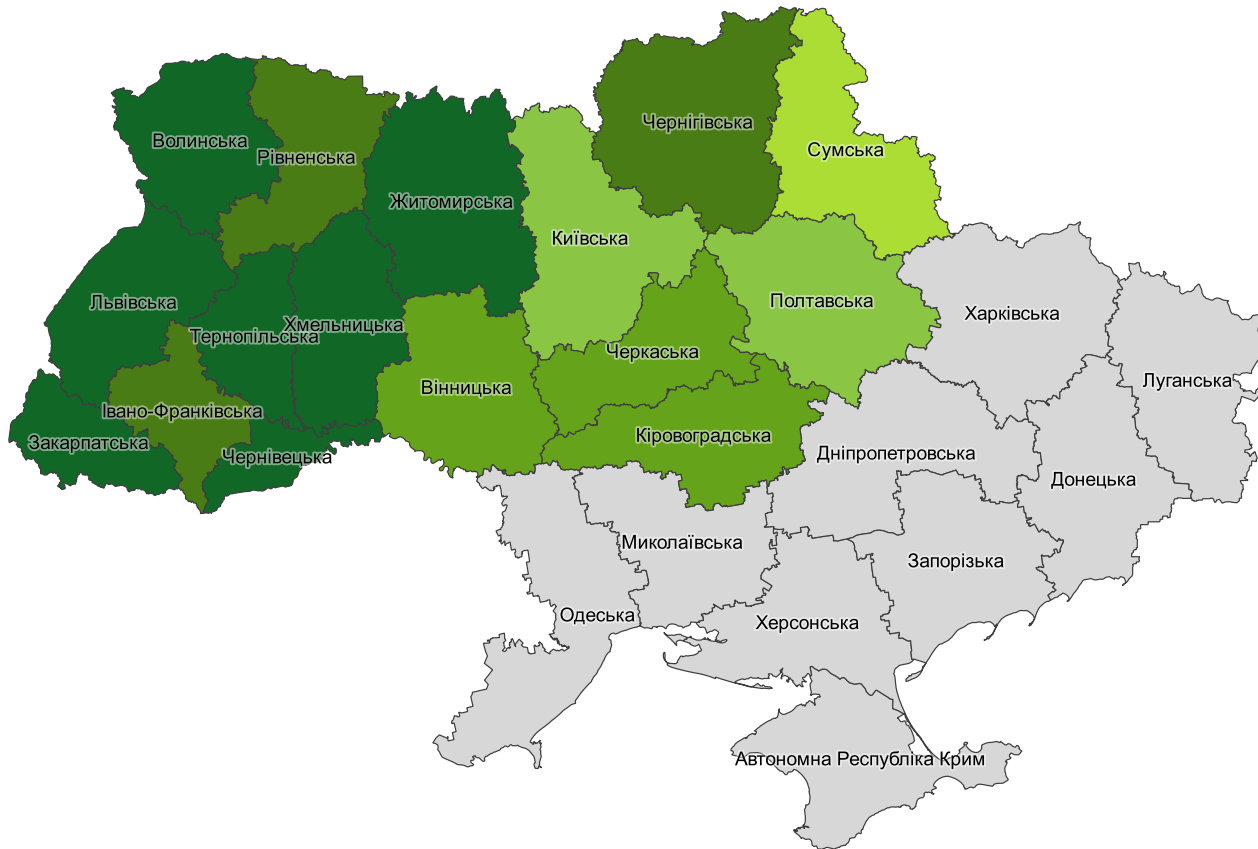 Чернігівська
Сумська
Волинська
Рівненська
Житомирська
Київська
Львівська
Полтавська
Харківська
Хмельницька
Тернопільська
Черкаська
Луганська
Вінницька
Івано-Франківська
Кіровоградська
Закарпатська
Чернівецька
Дніпропетровська
Донецька
Миколаївська
Запорізька
Одеська
Херсонська
Автономна Республіка Крим